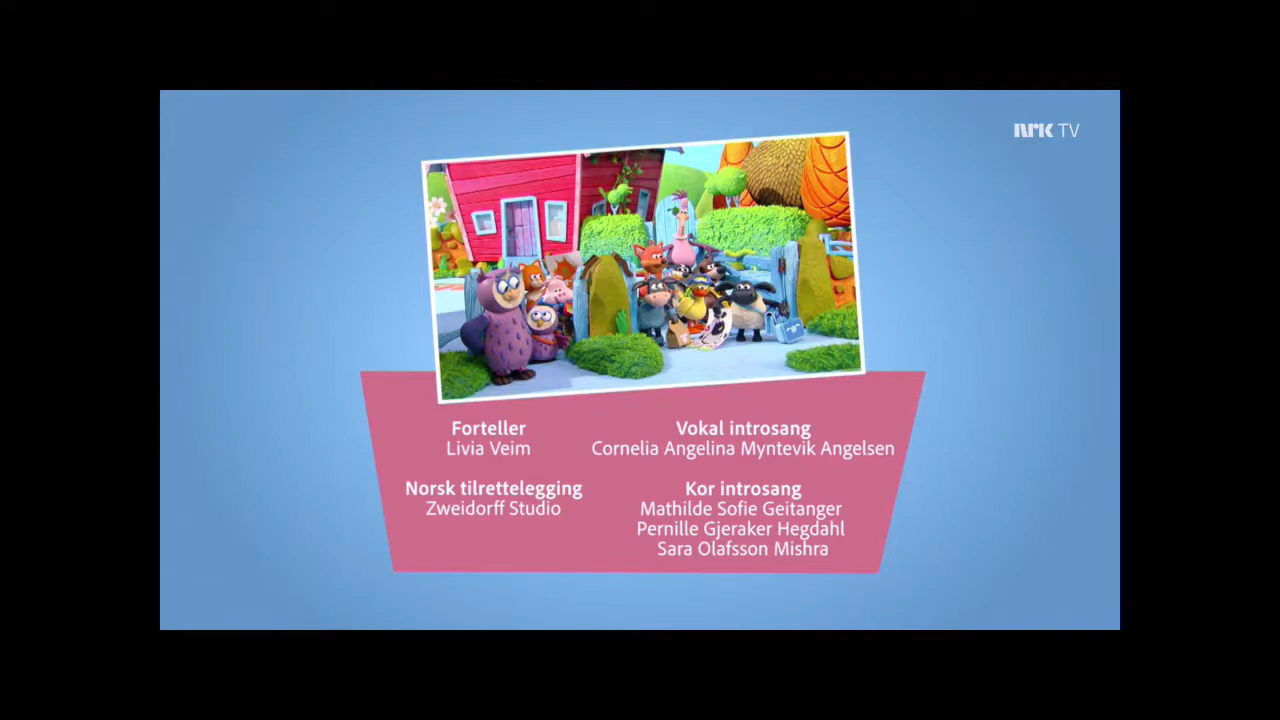 NRK TV
Forteller
Livia Veim
Norsk tilrettelegging
Zweidorff Studio
Vokal introsang
Cornelia Angelina Myntevik Angelsen
Kor introsang
Mathilde Sofie Geitanger
Pernille Gjeraker Hegdahl
Sara Olafsson Mishra